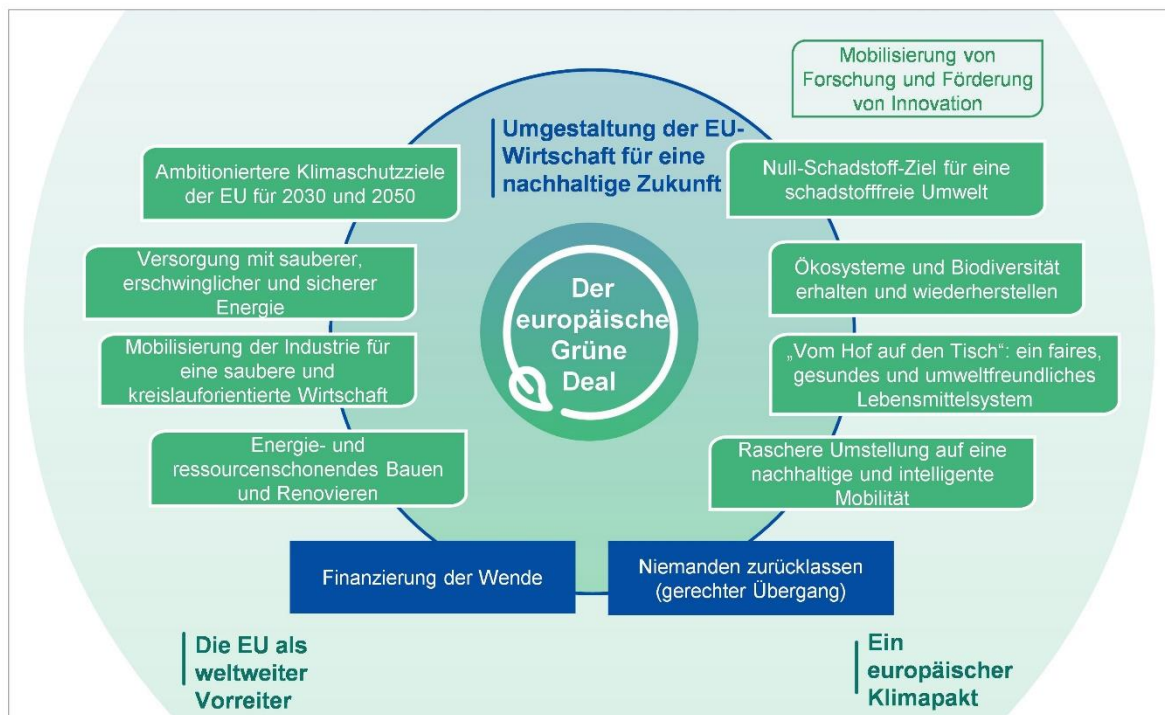 Mobilisierung von
Forschung und Förderung
von Innovation
Umgestaltung der EU-
Wirtschaft für eine
nachhaltige Zukunft
Ambitioniertere Klimaschutzziele
der EU für 2030 und 2050
Null-Schadstoff-Ziel für eine
schadstofffreie Umwelt
Versorgung mit sauberer,
erschwinglicher und sicherer
Energie
Ökosysteme und Biodiversität
erhalten und wiederherstellen
Der
europäische
Grüne
Deal
Mobilisierung der Industrie für
eine saubere und
kreislauforientierte Wirtschaft
„Vom Hof auf den Tisch“: ein faires,
gesundes und umweltfreundliches
Lebensmittelsystem
Energie- und
ressourcenschonendes Bauen
und Renovieren
Raschere Umstellung auf eine
nachhaltige und intelligente
Mobilität
Finanzierung der Wende
Niemanden zurücklassen
(gerechter Übergang)
Die EU als
weltweiter
Vorreiter
Ein
europäischer
Klimapakt